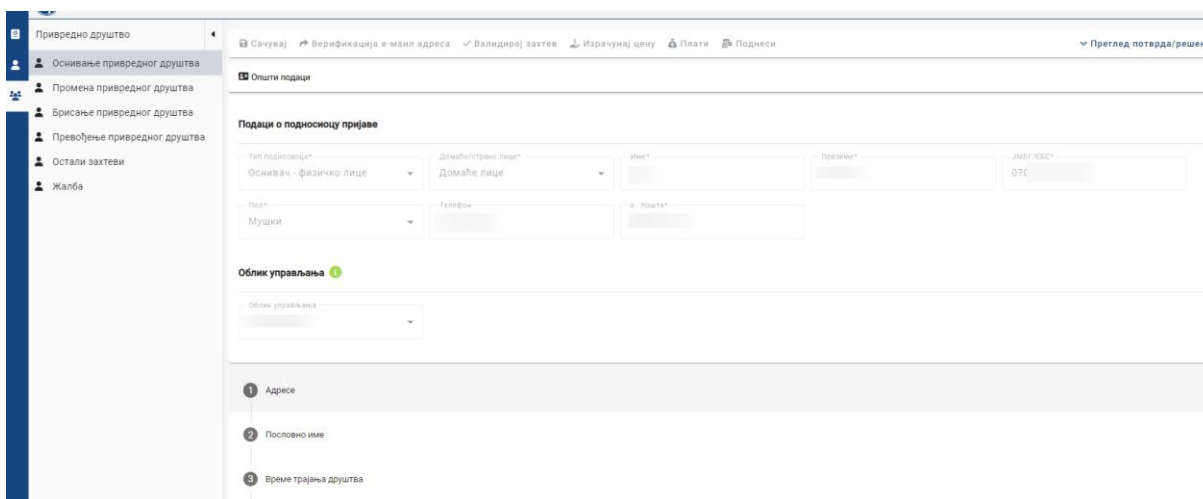 Привредно друштво
Сачувај Верификација е-маил адреса Валидирај захтев Израчунај цену Плати Поднеси Преглед потврда/решењ
Оснивање привредног друштва
Промена привредног друштва
Брисање привредног друштва
Превођење привредног друштва
Остали захтеви
Жалба
Општи подаци
Подаци о подносиоцу пријаве
Тип подносиоца* Домаће/страно лице* Име* Презиме* ЈМБГ/ЕБС*
Оснивач - физичко лице Домаће лице 070
Пол* Телефон е - пошта*
Мушки
Облик управљања
Облик управљања
1 Адресе
2 Пословно име
3 Време трајања друштва